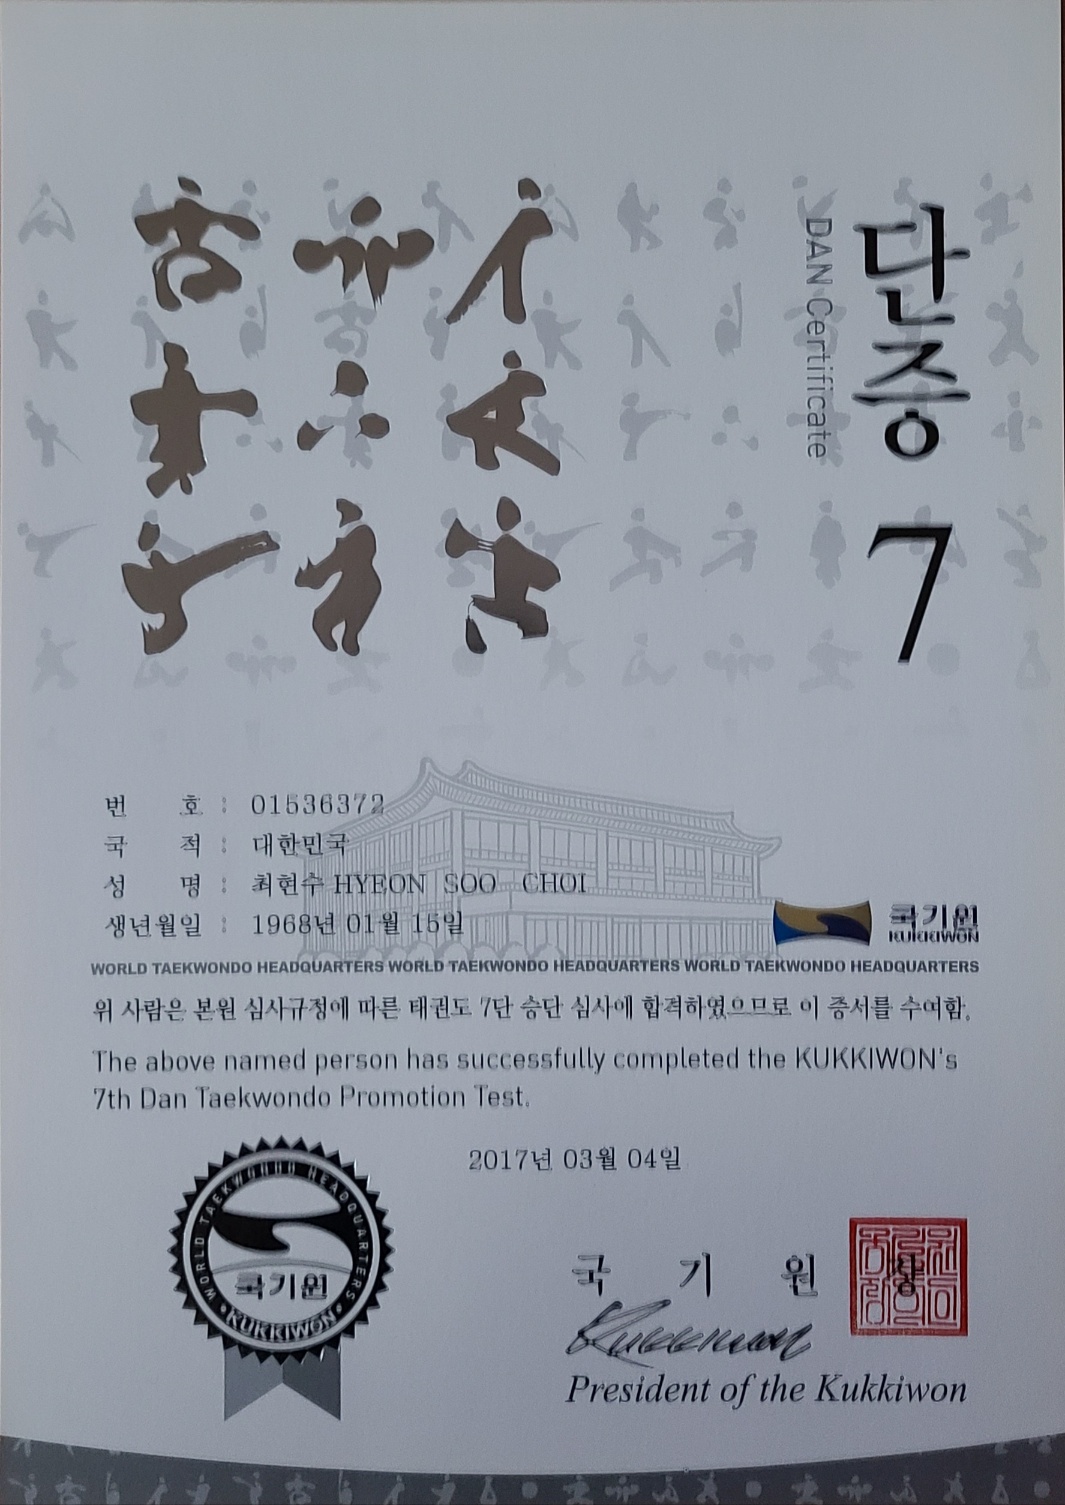 단증 7
DAN Certificate
번 호 : 01536372
국 적 : 대한민국
성 명 : 최현수 HYEON SOO CHOI
생년월일 : 1968년 01월 15일
국기원
KUKKIWON
WORLD TAEKWONDO HEADQUARTERS WORLD TAEKWONDO HEADQUARTERS WORLD TAEKWONDO HEADQUARTERS
위 사람은 본원 심사규정에 따른 태권도 7단 승단 심사에 합격하였으므로 이 증서를 수여함.
The above named person has successfully completed the KUKKIWON's
7th Dan Taekwondo Promotion Test.
2017년 03월 04일
WORLD TAEKWONDO HEADQUARTERS
국기원
KUKKIWON
국 기 원 장
Kukkiwon
President of the Kukkiwon